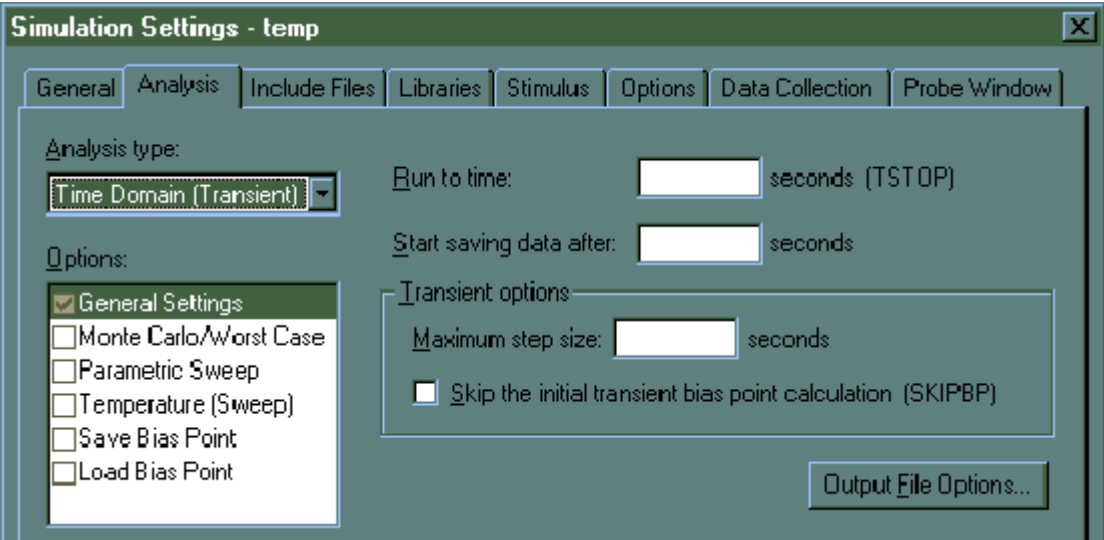 Simulation Settings - temp
General Analysis Include Files Libraries Stimulus Options Data Collection Probe Window
Analysis type:
Time Domain (Transient)
Options:
General Settings
Monte Carlo/Worst Case
Parametric Sweep
Temperature (Sweep)
Save Bias Point
Load Bias Point
Run to time: seconds (TSTOP)
Start saving data after: seconds
Transient options
Maximum step size: seconds
Skip the initial transient bias point calculation (SKIPBP)
Output File Options...